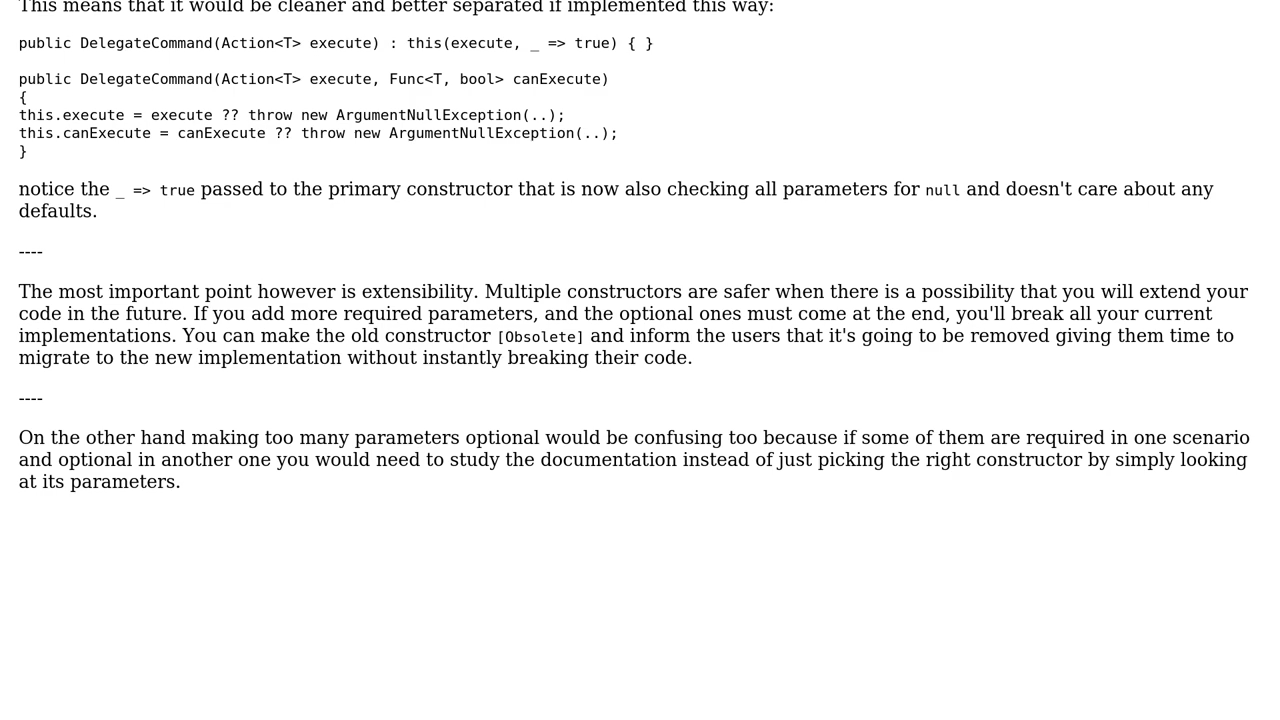 This means that it would be cleaner and better separated if implemented this way:
public DelegateCommand(Action<T> execute) : this(execute, _ => true) { }
public DelegateCommand(Action<T> execute, Func<T, bool> canExecute)
{
this.execute = execute ?? throw new ArgumentNullException(..);
this.canExecute = canExecute ?? throw new ArgumentNullException(..);
}
notice the _ => true passed to the primary constructor that is now also checking all parameters for null and doesn't care about any
defaults.
----
The most important point however is extensibility. Multiple constructors are safer when there is a possibility that you will extend your
code in the future. If you add more required parameters, and the optional ones must come at the end, you'll break all your current
implementations. You can make the old constructor [Obsolete] and inform the users that it's going to be removed giving them time to
migrate to the new implementation without instantly breaking their code.
----
On the other hand making too many parameters optional would be confusing too because if some of them are required in one scenario
and optional in another one you would need to study the documentation instead of just picking the right constructor by simply looking
at its parameters.